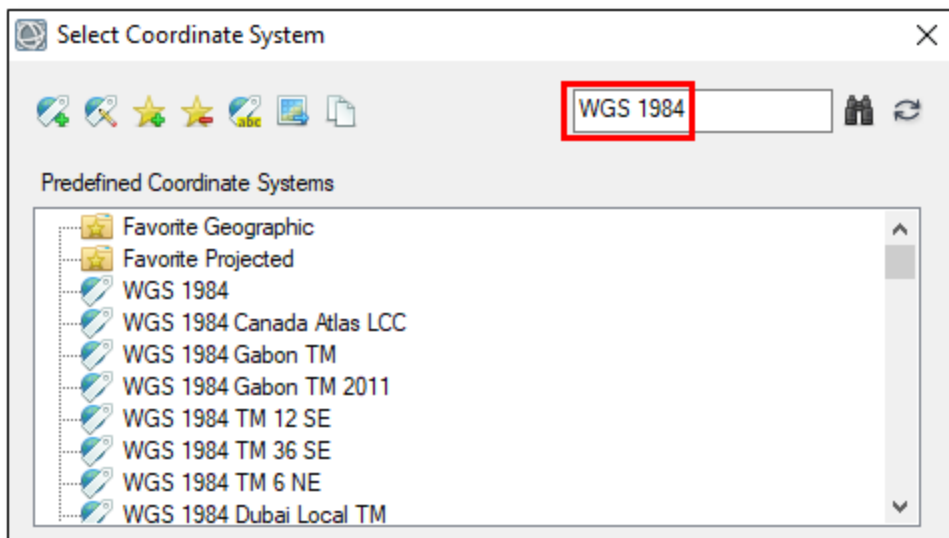 Select Coordinate System
abc
WGS 1984
Predefined Coordinate Systems
Favorite Geographic
Favorite Projected
WGS 1984
WGS 1984 Canada Atlas LCC
WGS 1984 Gabon TM
WGS 1984 Gabon TM 2011
WGS 1984 TM 12 SE
WGS 1984 TM 36 SE
WGS 1984 TM 6 NE
WGS 1984 Dubai Local TM